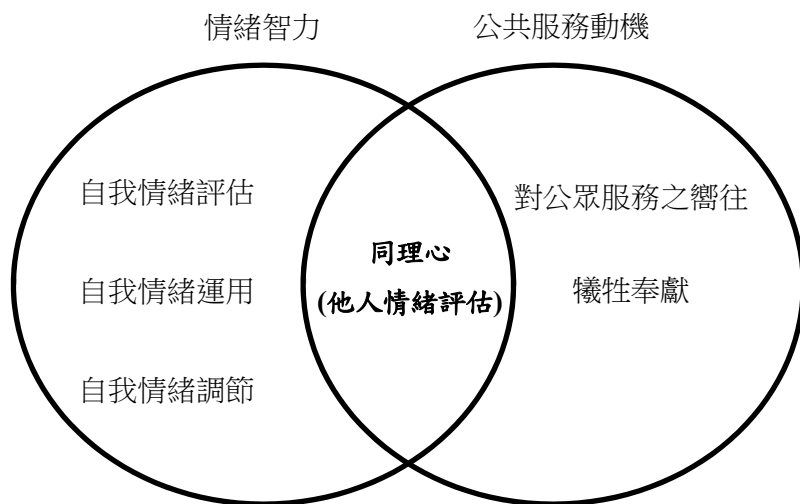 情緒智力
公共服務動機
自我情緒評估
對公眾服務之嚮往
同理心
自我情緒運用
(他人情緒評估)
犧牲奉獻
自我情緒調節